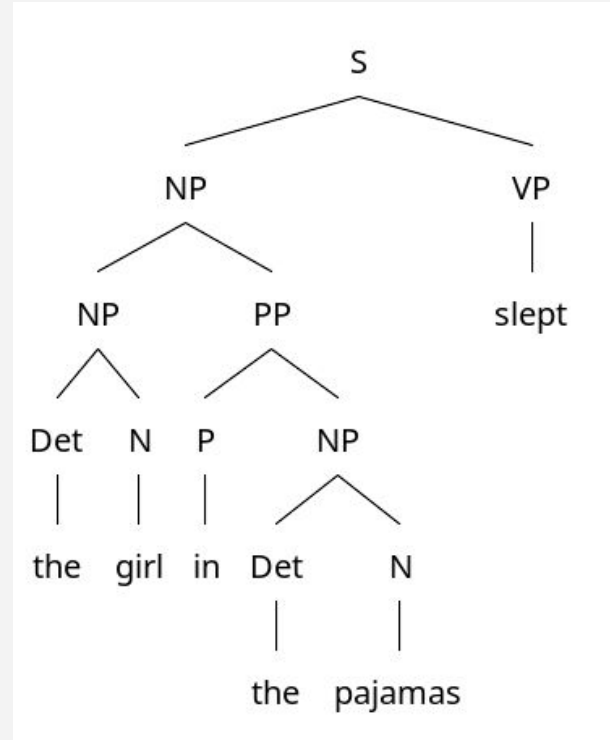 S
NP VP
NP PP slept
Det N P NP
the girl in Det N
the pajamas